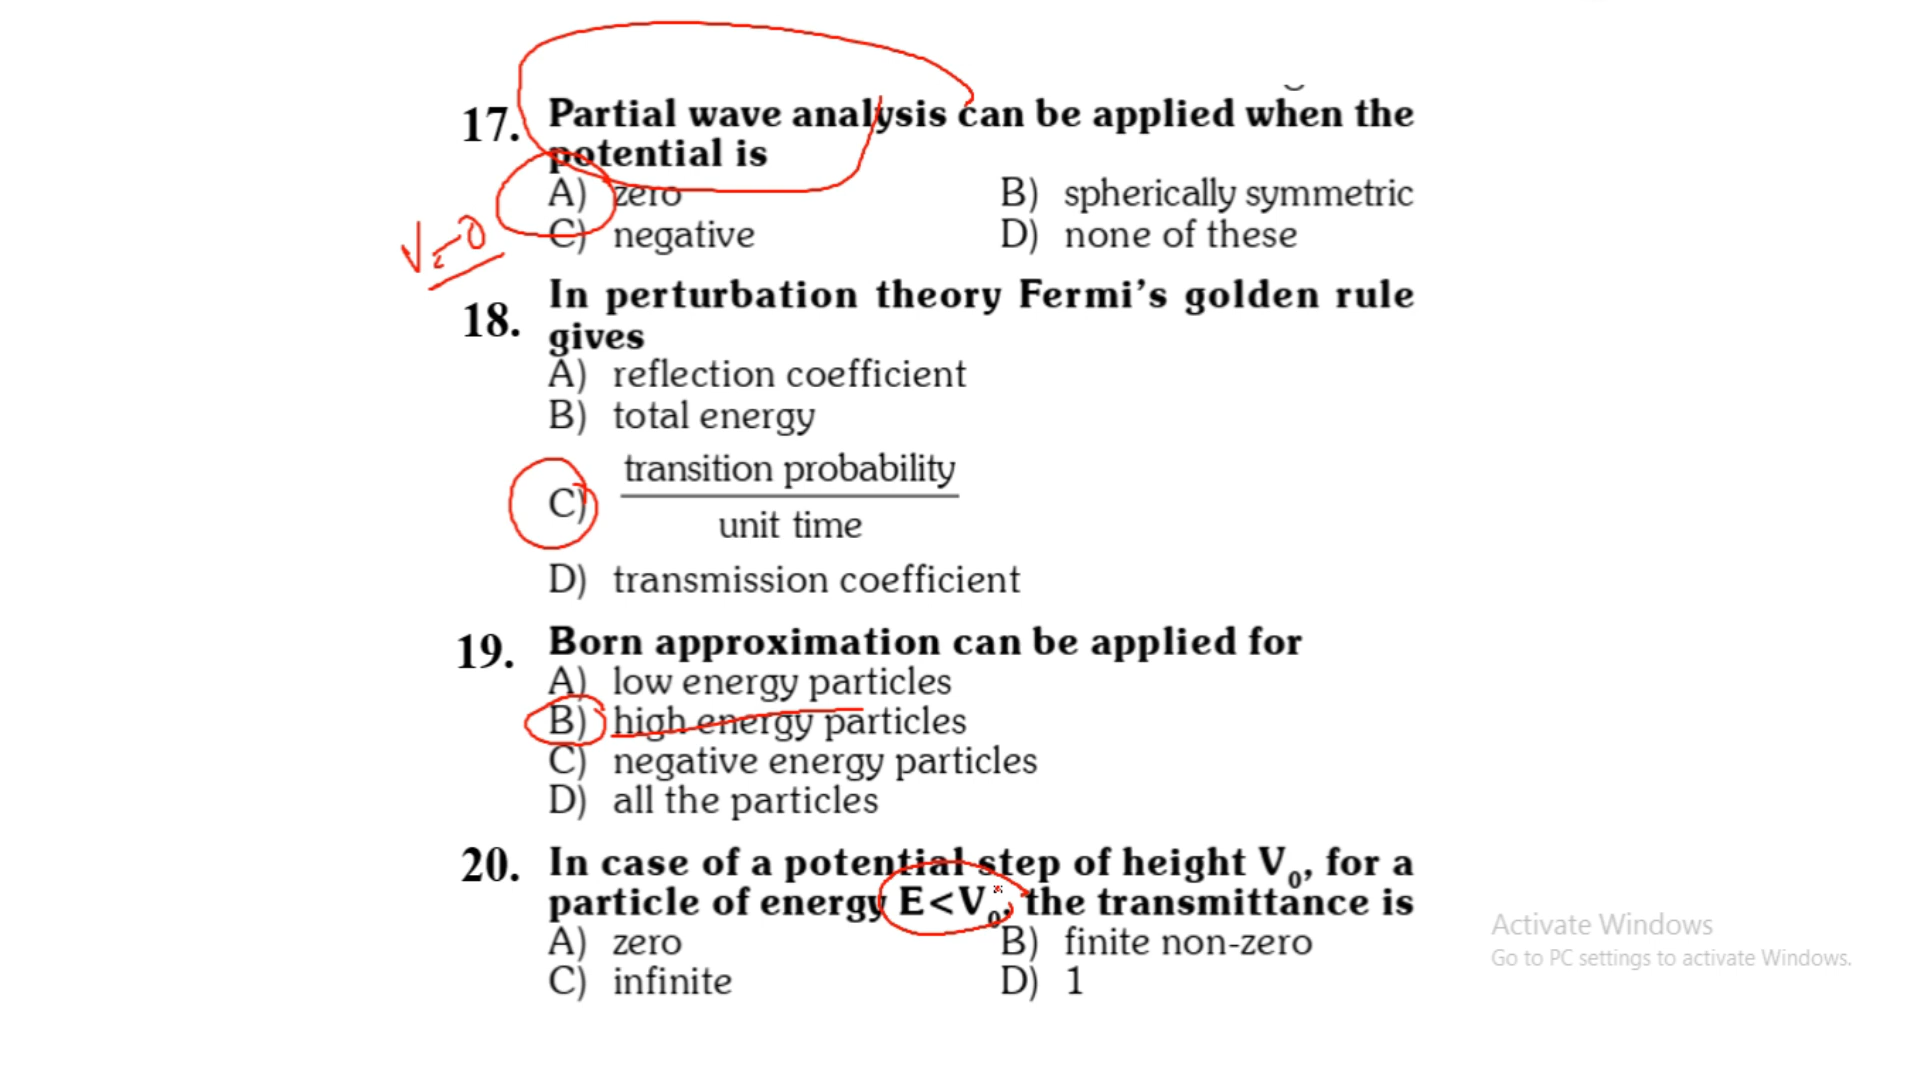 17. Partial wave analysis can be applied when the
potential is
A) zero B) spherically symmetric
C) negative D) none of these
V=0
18. In perturbation theory Fermi's golden rule
gives
A) reflection coefficient
B) total energy
C) transition probability
unit time
D) transmission coefficient
19. Born approximation can be applied for
A) low energy particles
B) high energy particles
C) negative energy particles
D) all the particles
20. In case of a potential step of height V₀, for a
particle of energy E<V₀, the transmittance is
A) zero B) finite non-zero
C) infinite D) 1
Activate Windows
Go to PC settings to activate Windows.